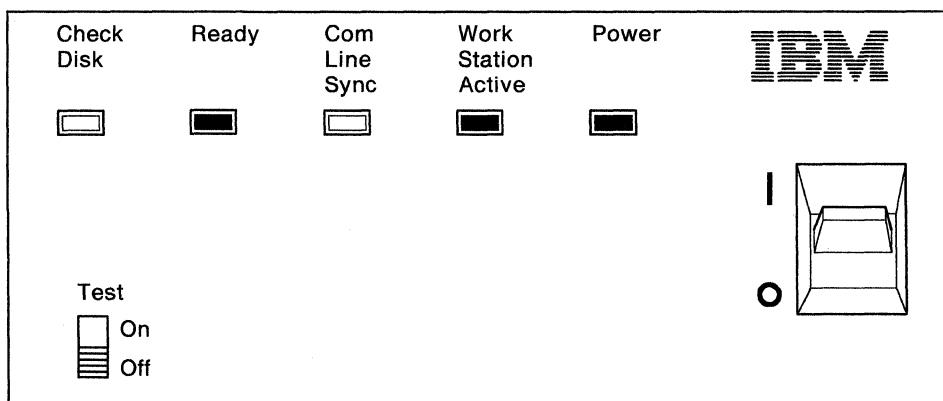 Check Disk
Ready
Com Line Sync
Work Station Active
Power
IBM
I
O
Test
On
Off